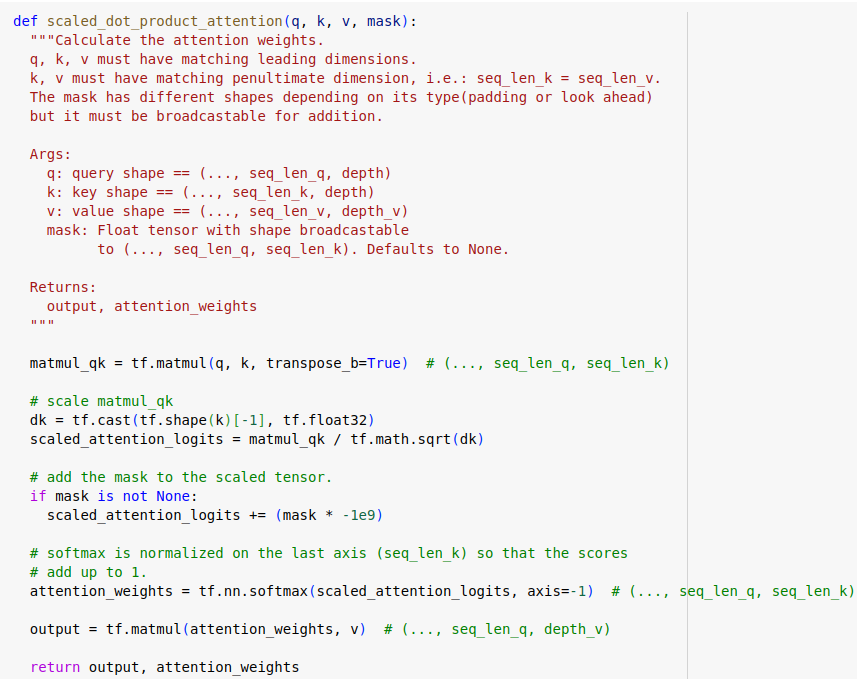 def scaled_dot_product_attention(q, k, v, mask):
  """Calculate the attention weights.
  q, k, v must have matching leading dimensions.
  k, v must have matching penultimate dimension, i.e.: seq_len_k = seq_len_v.
  The mask has different shapes depending on its type(padding or look ahead)
  but it must be broadcastable for addition.

  Args:
    q: query shape == (..., seq_len_q, depth)
    k: key shape == (..., seq_len_k, depth)
    v: value shape == (..., seq_len_v, depth_v)
    mask: Float tensor with shape broadcastable
          to (..., seq_len_q, seq_len_k). Defaults to None.

  Returns:
    output, attention_weights
  """

  matmul_qk = tf.matmul(q, k, transpose_b=True)  # (..., seq_len_q, seq_len_k)

  # scale matmul_qk
  dk = tf.cast(tf.shape(k)[-1], tf.float32)
  scaled_attention_logits = matmul_qk / tf.math.sqrt(dk)

  # add the mask to the scaled tensor.
  if mask is not None:
    scaled_attention_logits += (mask * -1e9)

  # softmax is normalized on the last axis (seq_len_k) so that the scores
  # add up to 1.
  attention_weights = tf.nn.softmax(scaled_attention_logits, axis=-1)  # (..., seq_len_q, seq_len_k)

  output = tf.matmul(attention_weights, v)  # (..., seq_len_q, depth_v)

  return output, attention_weights